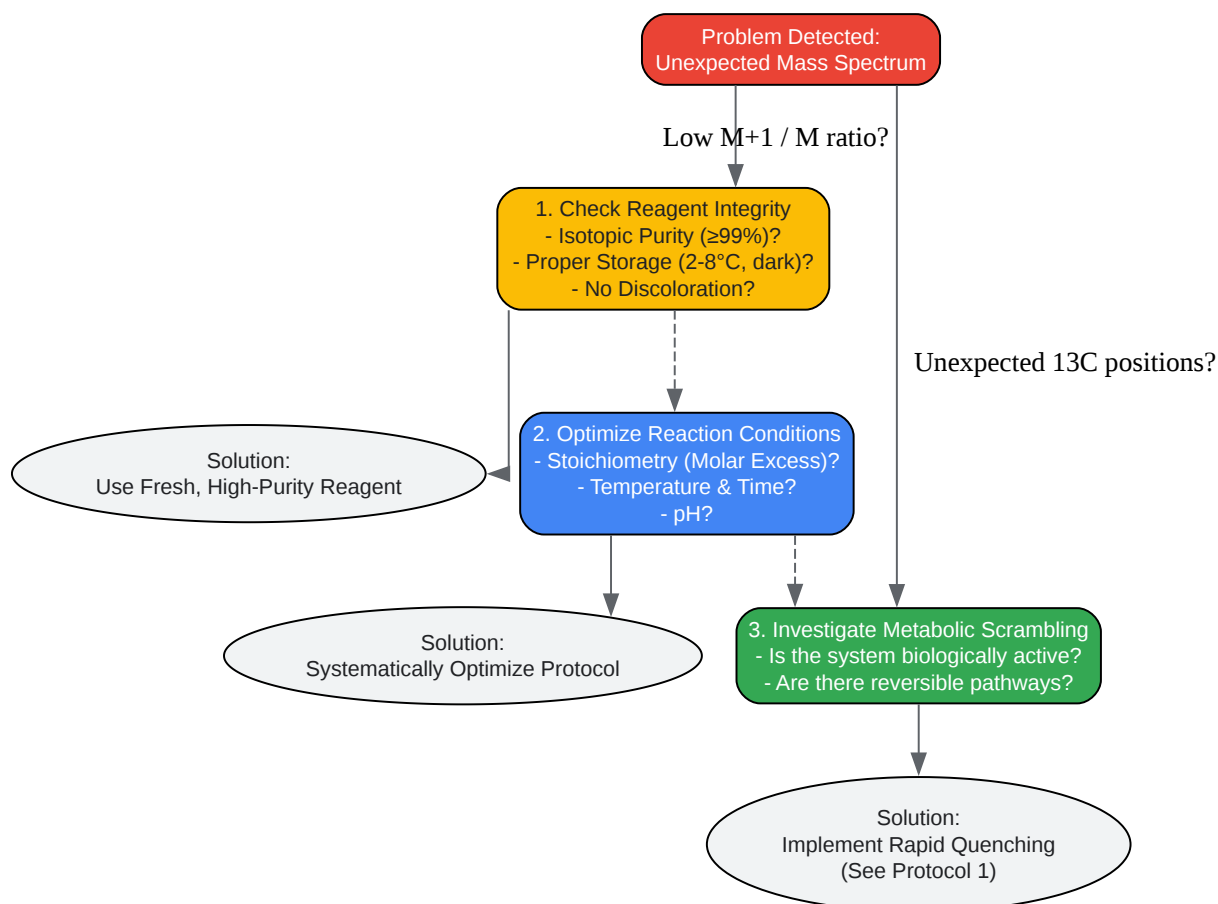 Problem Detected:
Unexpected Mass Spectrum
Low M+1 / M ratio?
1. Check Reagent Integrity
- Isotopic Purity (≥99%)?
- Proper Storage (2-8°C, dark)?
- No Discoloration?
Unexpected 13C positions?
2. Optimize Reaction Conditions
- Stoichiometry (Molar Excess)?
- Temperature & Time?
- pH?
Solution:
Use Fresh, High-Purity Reagent
3. Investigate Metabolic Scrambling
- Is the system biologically active?
- Are there reversible pathways?
Solution:
Systematically Optimize Protocol
Solution:
Implement Rapid Quenching
(See Protocol 1)